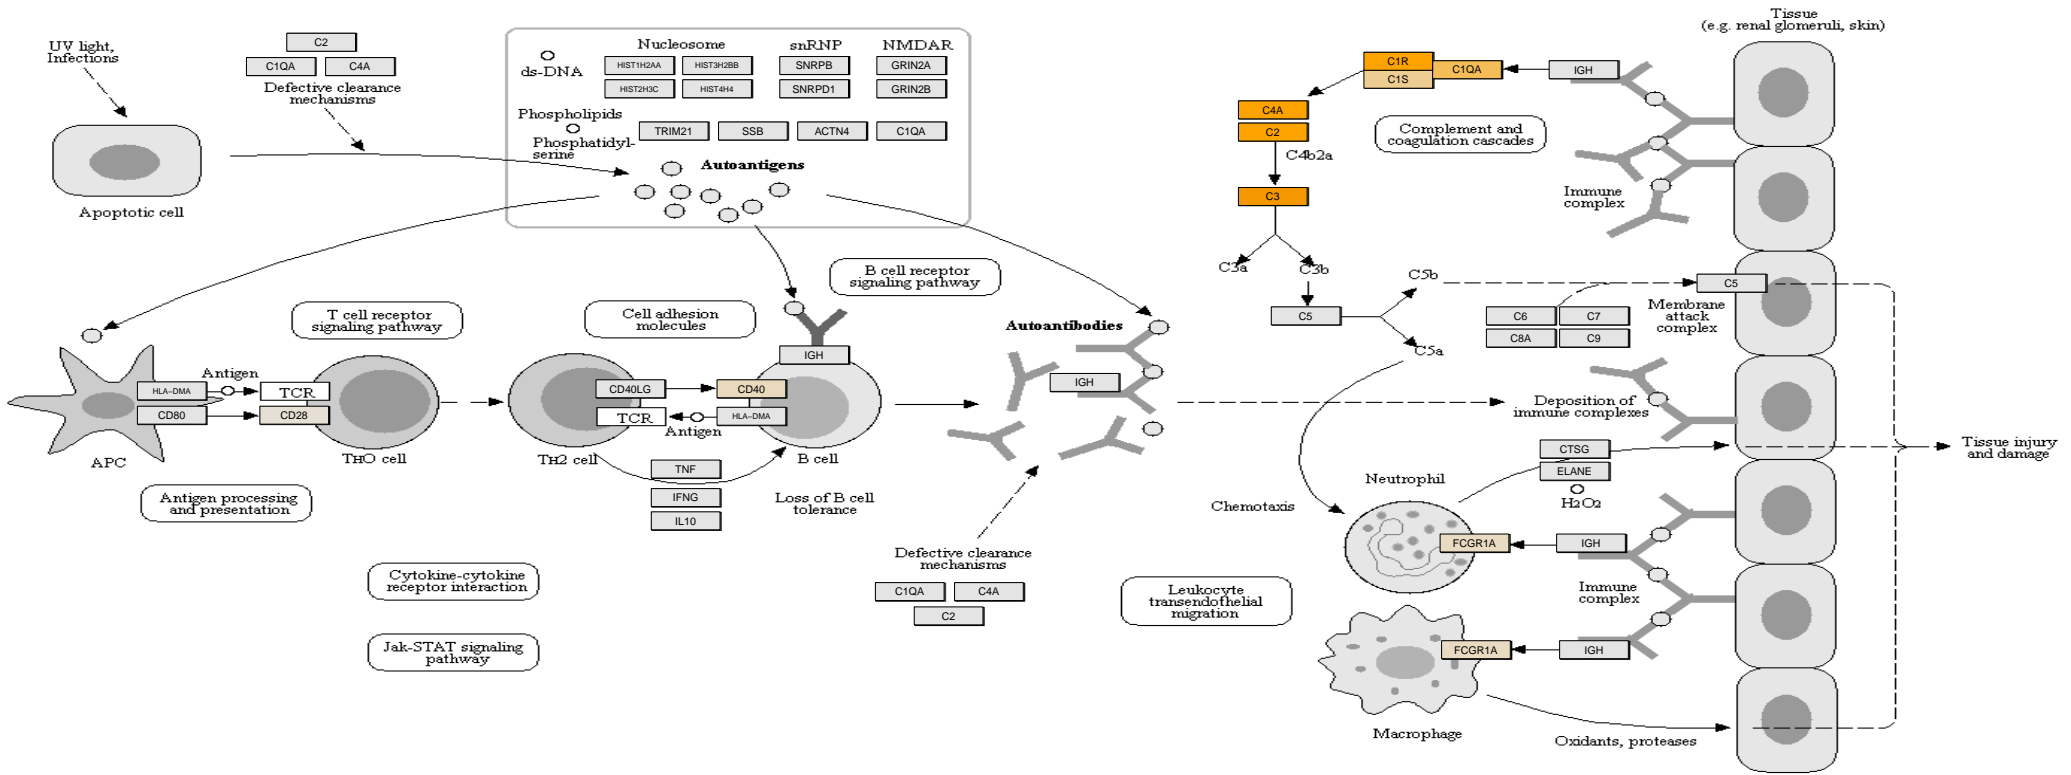 UV light,
Infections
C2
C1QA C4A
Defective clearance
mechanisms
Apoptotic cell
Nucleosome snRNP NMDAR
ds-DNA
HIST1H2AA HIST3H2BB SNRPB GRIN2A
HIST2H3C HIST4H4 SNRPD1 GRIN2B
Phospholipids
Phosphatidyl-
serine
TRIM21 SSB ACTN4 C1QA
Autoantigens
T cell receptor
signaling pathway
Cell adhesion
molecules
B cell receptor
signaling pathway
Antigen
HLA-DMA TCR
CD80 CD28
APC
TH0 cell
CD40LG CD40
TCR HLA-DMA
Antigen
IGH
TH2 cell
B cell
TNF
IFNG
IL10
Loss of B cell
tolerance
Antigen processing
and presentation
Cytokine-cytokine
receptor interaction
Jak-STAT signaling
pathway
Autoantibodies
IGH
Defective clearance
mechanisms
C1QA C4A
C2
Leukocyte
transendothelial
migration
Tissue
(e.g. renal glomeruli, skin)
C1R
C1S
C1QA
IGH
C4A
C2
C4b2a
C3
Complement and
coagulation cascades
Immune
complex
C3a C3b
C5
C5b
C5a
C5
C6 C7
C8A C9
Membrane
attack
complex
Deposition of
immune complexes
CTSG
ELANE
H2O2
Tissue injury
and damage
Chemotaxis
Neutrophil
FCGR1A IGH
Immune
complex
FCGR1A IGH
Macrophage
Oxidants, proteases